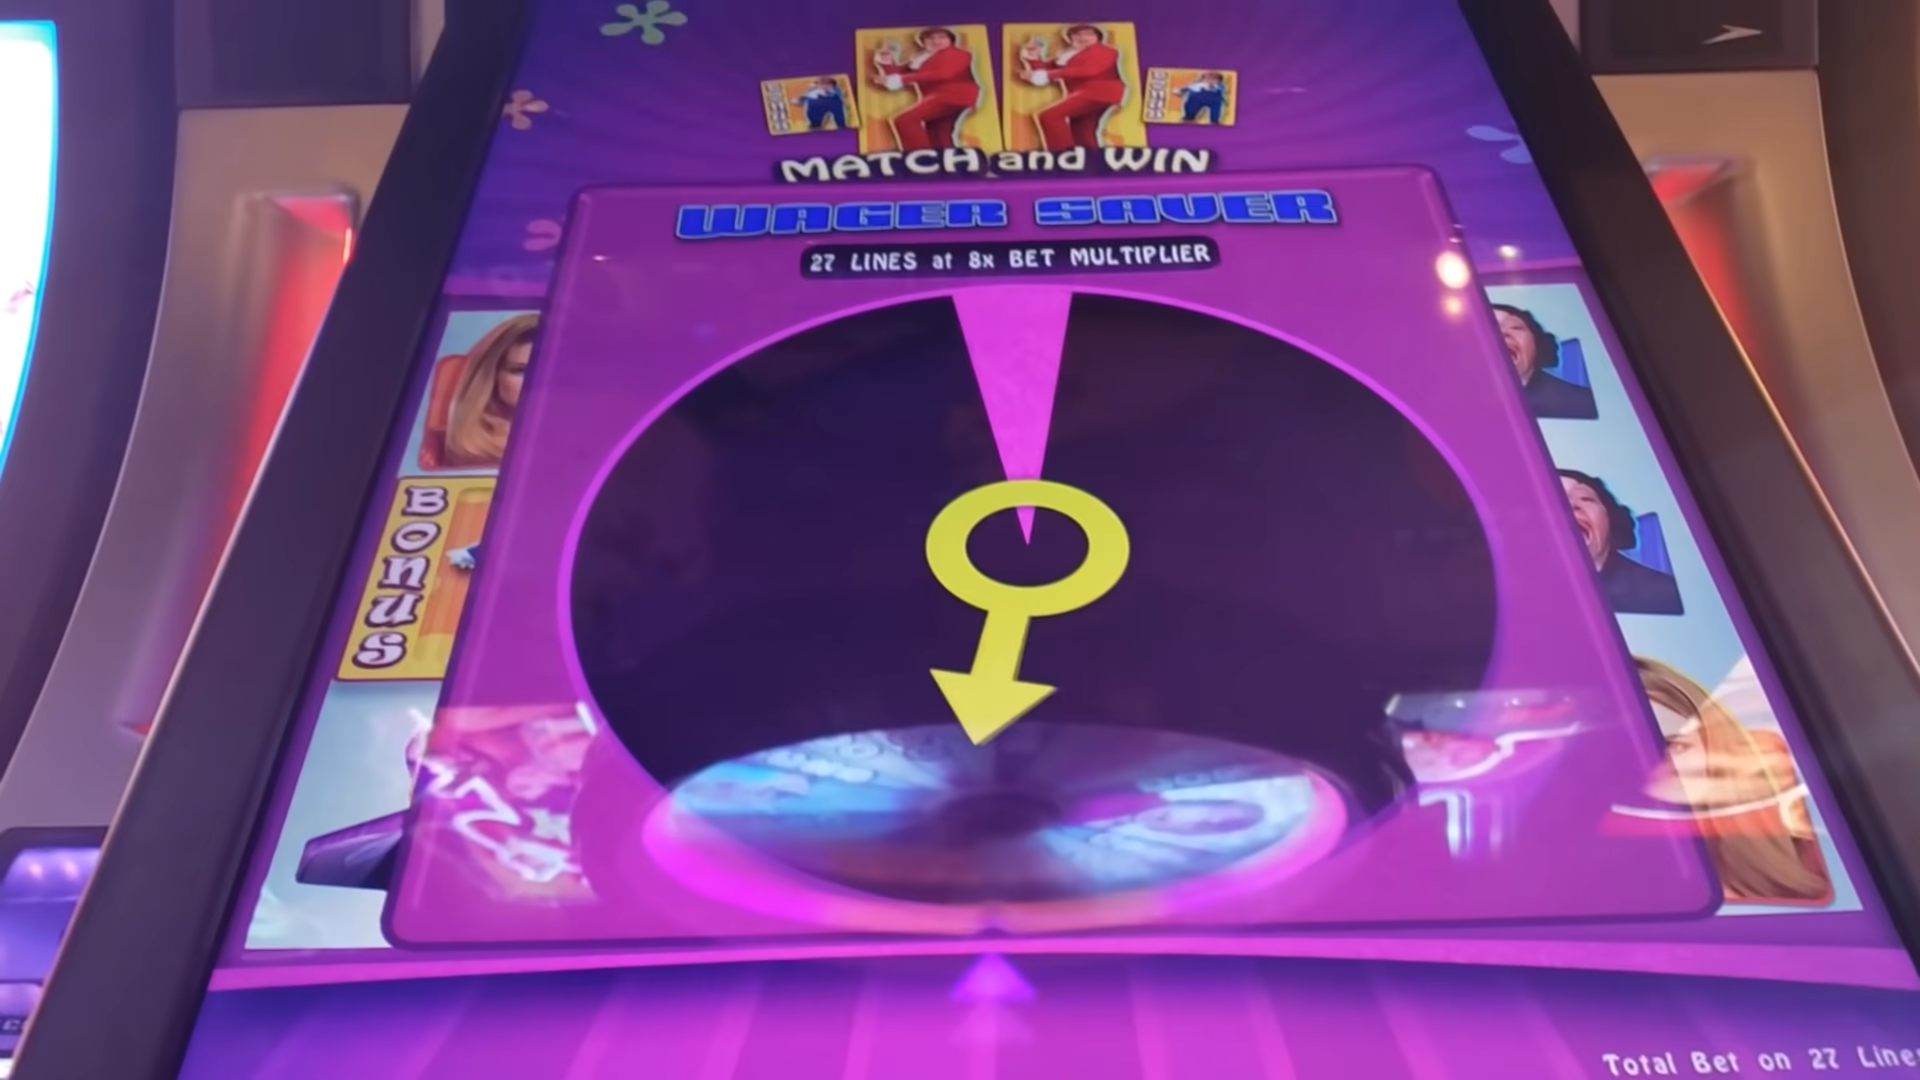 MATCH and WIN
WAGER SAVER
27 LINES at 8x BET MULTIPLIER
BONUS
Total Bet on 27 Line